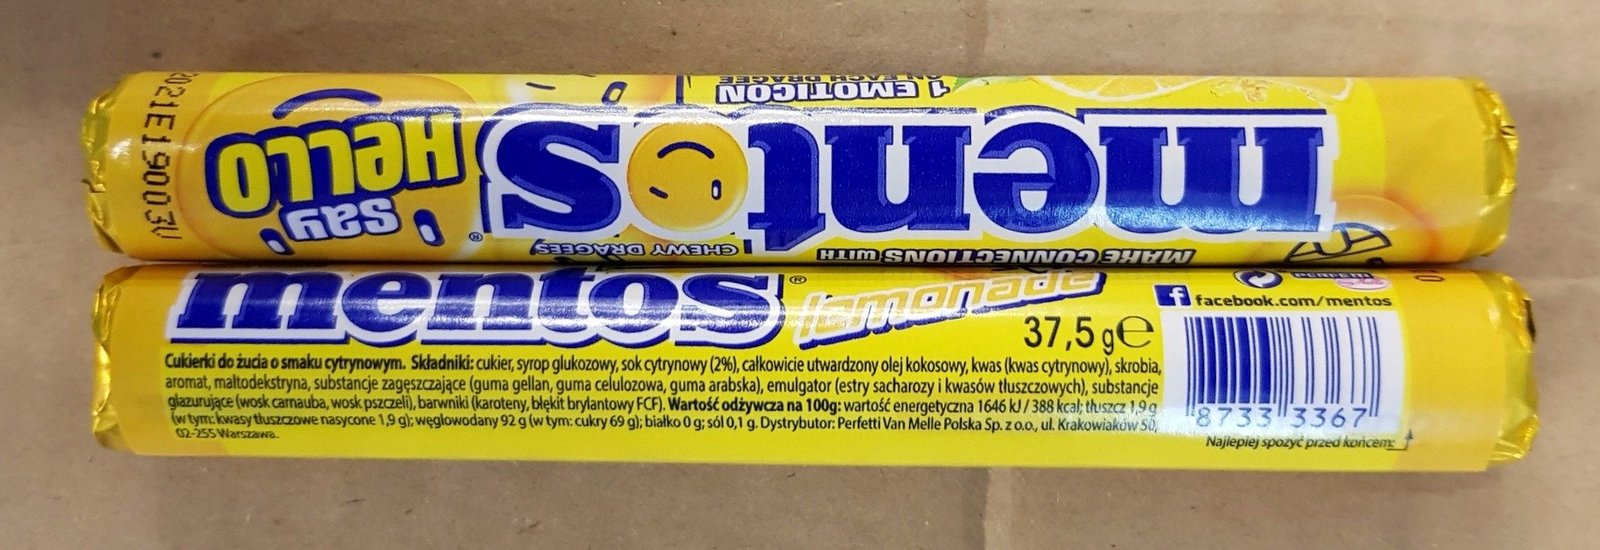 MAKE CONNECTIONS WITH
mentos
CHEWY DRAGEES
®
say
HELLO
1 EMOTICON
ON EACH DRAGEE
mentos®
lemonade
37,5 g℮
facebook.com/mentos
PERFETTI
Cukierki do żucia o smaku cytrynowym. Składniki: cukier, syrop glukozowy, sok cytrynowy (2%), całkowicie utwardzony olej kokosowy, kwas (kwas cytrynowy), skrobia,
aromat, maltodekstryna, substancje zagęszczające (guma gellan, guma celulozowa, guma arabska), emulgator (estry sacharozy i kwasów tłuszczowych), substancje
glazurujące (wosk carnauba, wosk pszczeli), barwniki (karoteny, błękit brylantowy FCF). Wartość odżywcza na 100g: wartość energetyczna 1646 kJ / 388 kcal; tłuszcz 1,9 g
(w tym: kwasy tłuszczowe nasycone 1,9 g); węglowodany 92 g (w tym: cukry 69 g); białko 0 g; sól 0,1 g. Dystrybutor: Perfetti Van Melle Polska Sp. z o.o., ul. Krakowiaków 50,
02-255 Warszawa.
8733 3367
Najlepiej spożyć przed końcem: